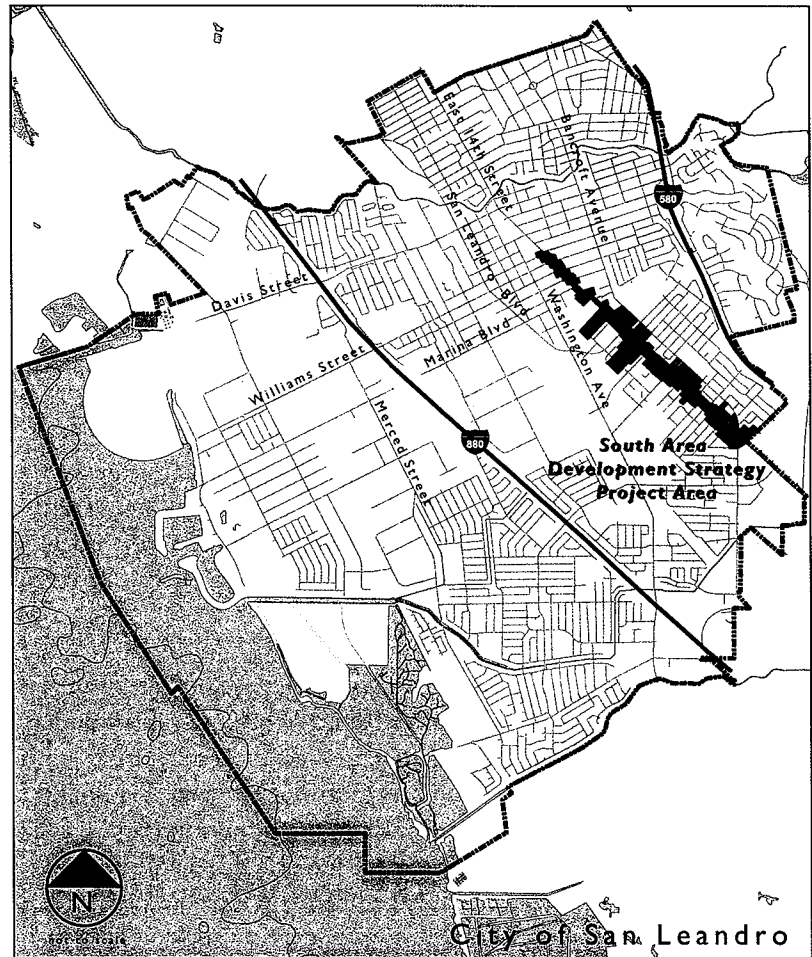 East 14th Street
Bancroft Avenue
580
San Leandro Blvd
Davis Street
Washington Ave
Marina Blvd
Williams Street
Merced Street
880
South Area
Development Strategy
Project Area
N
not to scale
City of San Leandro